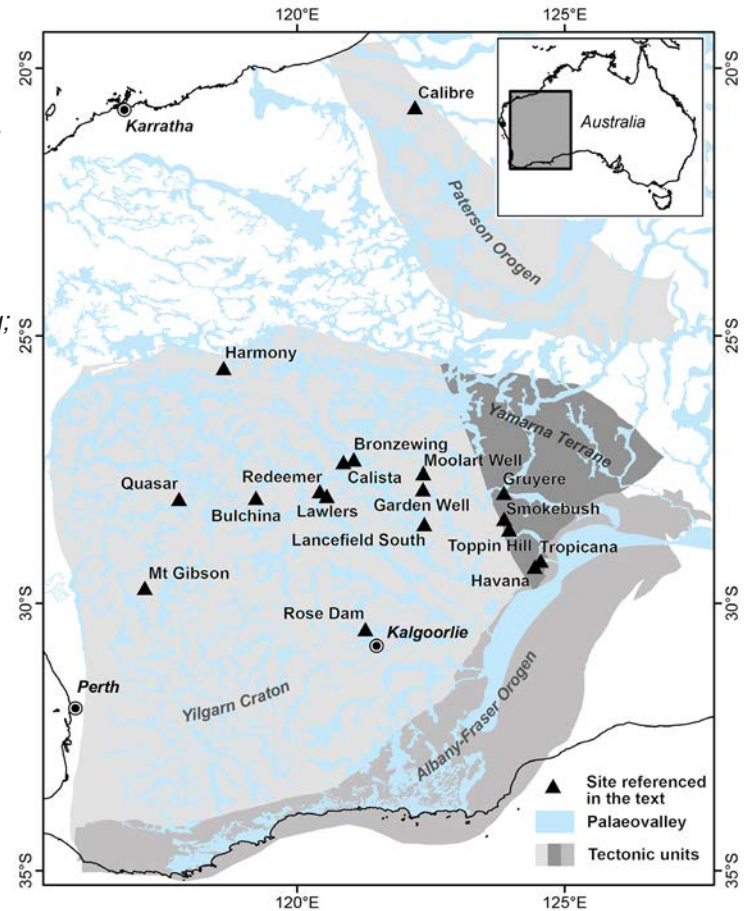 120°E 125°E
20°S
20°S
Calibre
Karratha
Australia
Paterson Orogen
;
25°S
25°S
Harmony
Yamarna Terrane
Bronzewing
Moolart Well
Redeemer
Calista
Quasar
Gruyere
Bulchina
Lawlers
Garden Well
Smokebush
Lancefield South
Toppin Hill
Tropicana
Mt Gibson
Havana
30°S
30°S
Rose Dam
Kalgoorlie
Perth
Yilgarn Craton
Albany-Fraser Orogen
Site referenced
in the text
Palaeovalley
Tectonic units
35°S
35°S
120°E 125°E